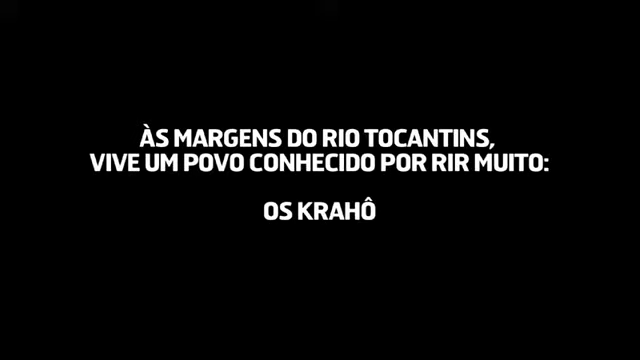 ÀS MARGENS DO RIO TOCANTINS,
VIVE UM POVO CONHECIDO POR RIR MUITO:
OS KRAHÔ